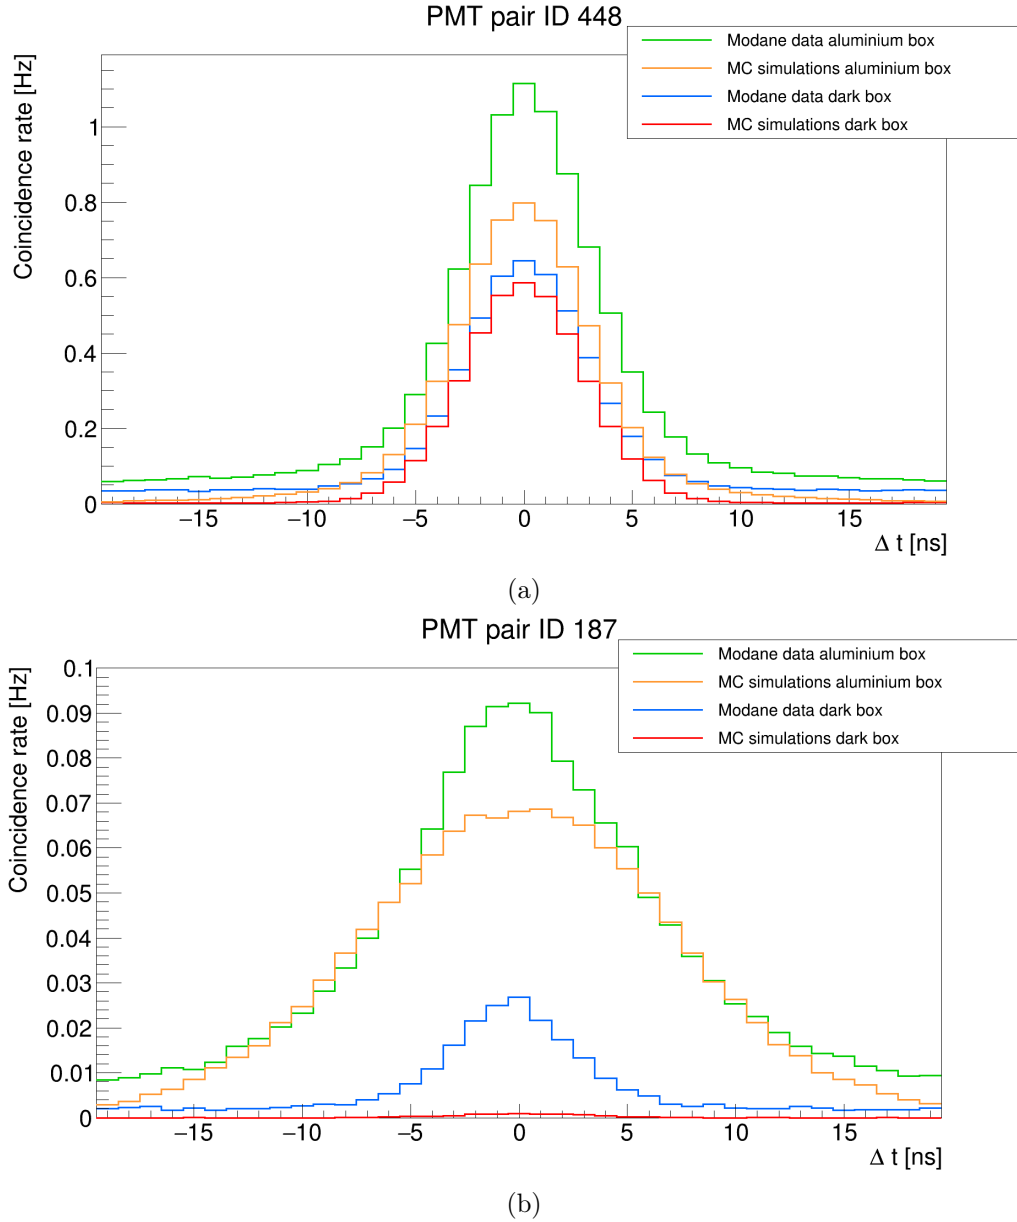 PMT pair ID 448
Modane data aluminium box
MC simulations aluminium box
Modane data dark box
MC simulations dark box
Coincidence rate [Hz]
1
0.8
0.6
0.4
0.2
0
−15 −10 −5 0 5 10 15
Δ t [ns]
(a)
PMT pair ID 187
Modane data aluminium box
MC simulations aluminium box
Modane data dark box
MC simulations dark box
Coincidence rate [Hz]
0.1
0.09
0.08
0.07
0.06
0.05
0.04
0.03
0.02
0.01
0
−15 −10 −5 0 5 10 15
Δ t [ns]
(b)